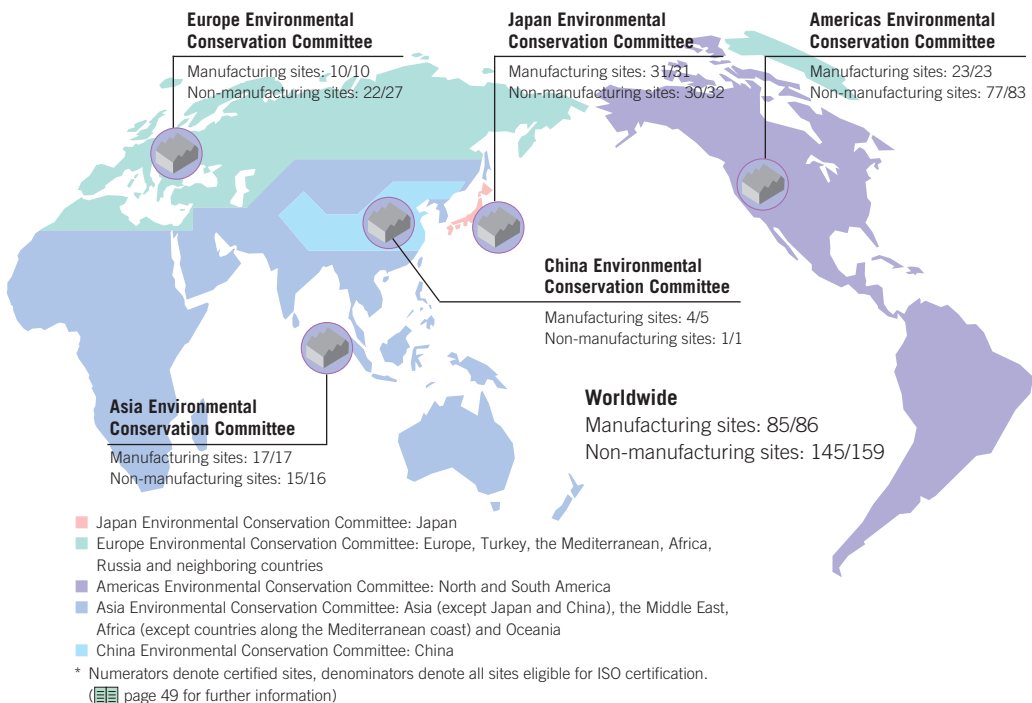 Europe Environmental
Conservation Committee
Manufacturing sites: 10/10
Non-manufacturing sites: 22/27
Japan Environmental
Conservation Committee
Manufacturing sites: 31/31
Non-manufacturing sites: 30/32
Americas Environmental
Conservation Committee
Manufacturing sites: 23/23
Non-manufacturing sites: 77/83
China Environmental
Conservation Committee
Manufacturing sites: 4/5
Non-manufacturing sites: 1/1
Asia Environmental
Conservation Committee
Manufacturing sites: 17/17
Non-manufacturing sites: 15/16
Worldwide
Manufacturing sites: 85/86
Non-manufacturing sites: 145/159
Japan Environmental Conservation Committee: Japan
Europe Environmental Conservation Committee: Europe, Turkey, the Mediterranean, Africa,
Russia and neighboring countries
Americas Environmental Conservation Committee: North and South America
Asia Environmental Conservation Committee: Asia (except Japan and China), the Middle East,
Africa (except countries along the Mediterranean coast) and Oceania
China Environmental Conservation Committee: China
* Numerators denote certified sites, denominators denote all sites eligible for ISO certification.
( page 49 for further information)